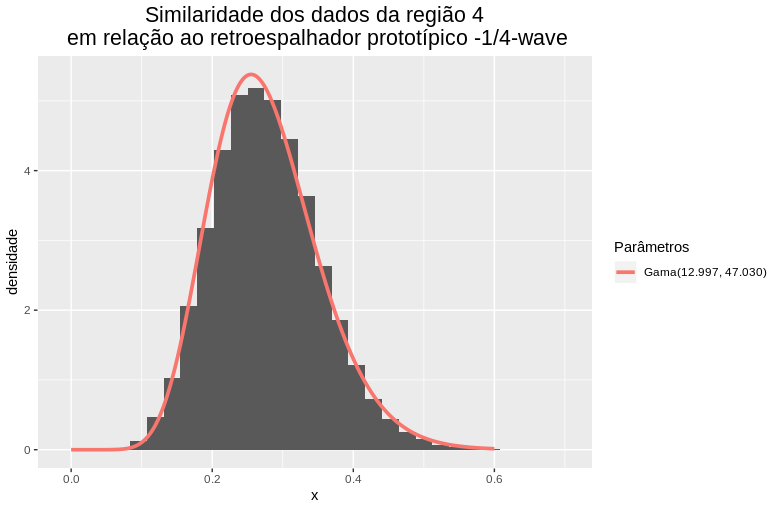 Similaridade dos dados da região 4
em relação ao retroespalhador prototípico -1/4-wave
densidade
4
2
0
0.0
0.2
0.4
0.6
x
Parâmetros
Gama(12.997, 47.030)